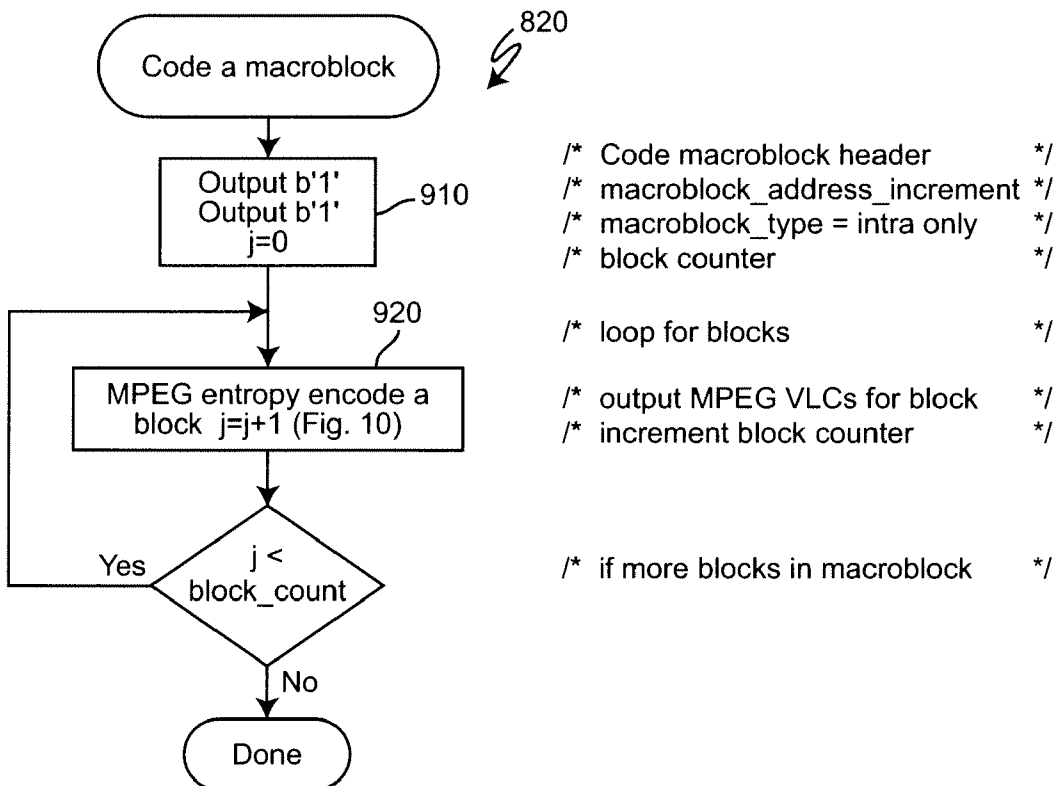 820
Code a macroblock
/* Code macroblock header */
Output b'1'
Output b'1'
j=0
910
/* macroblock_address_increment */
/* macroblock_type = intra only */
/* block counter */
920
/* loop for blocks */
MPEG entropy encode a
block j=j+1 (Fig. 10)
/* output MPEG VLCs for block */
/* increment block counter */
Yes
j <
block_count
/* if more blocks in macroblock */
No
Done